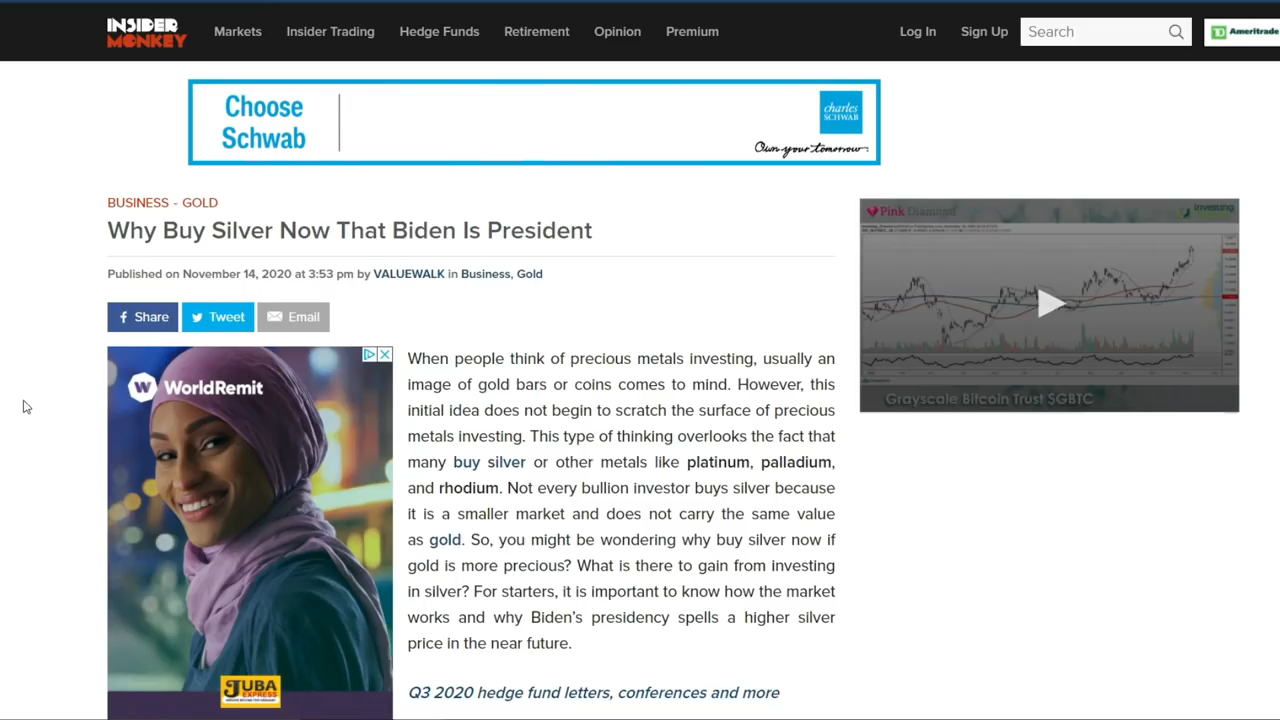 INSIDER
MONKEY
Markets Insider Trading Hedge Funds Retirement Opinion Premium Log In Sign Up Search Ameritrade
Choose
Schwab
charles
SCHWAB
Own your tomorrow.
BUSINESS - GOLD
Why Buy Silver Now That Biden Is President
Published on November 14, 2020 at 3:53 pm by VALUEWALK in Business, Gold
Share Tweet Email
WorldRemit
JUBA
EXPRESS
When people think of precious metals investing, usually an
image of gold bars or coins comes to mind. However, this
initial idea does not begin to scratch the surface of precious
metals investing. This type of thinking overlooks the fact that
many buy silver or other metals like platinum, palladium,
and rhodium. Not every bullion investor buys silver because
it is a smaller market and does not carry the same value
as gold. So, you might be wondering why buy silver now if
gold is more precious? What is there to gain from investing
in silver? For starters, it is important to know how the market
works and why Biden's presidency spells a higher silver
price in the near future.
Q3 2020 hedge fund letters, conferences and more
Pink Diamond
Investing
Grayscale Bitcoin Trust $GBTC